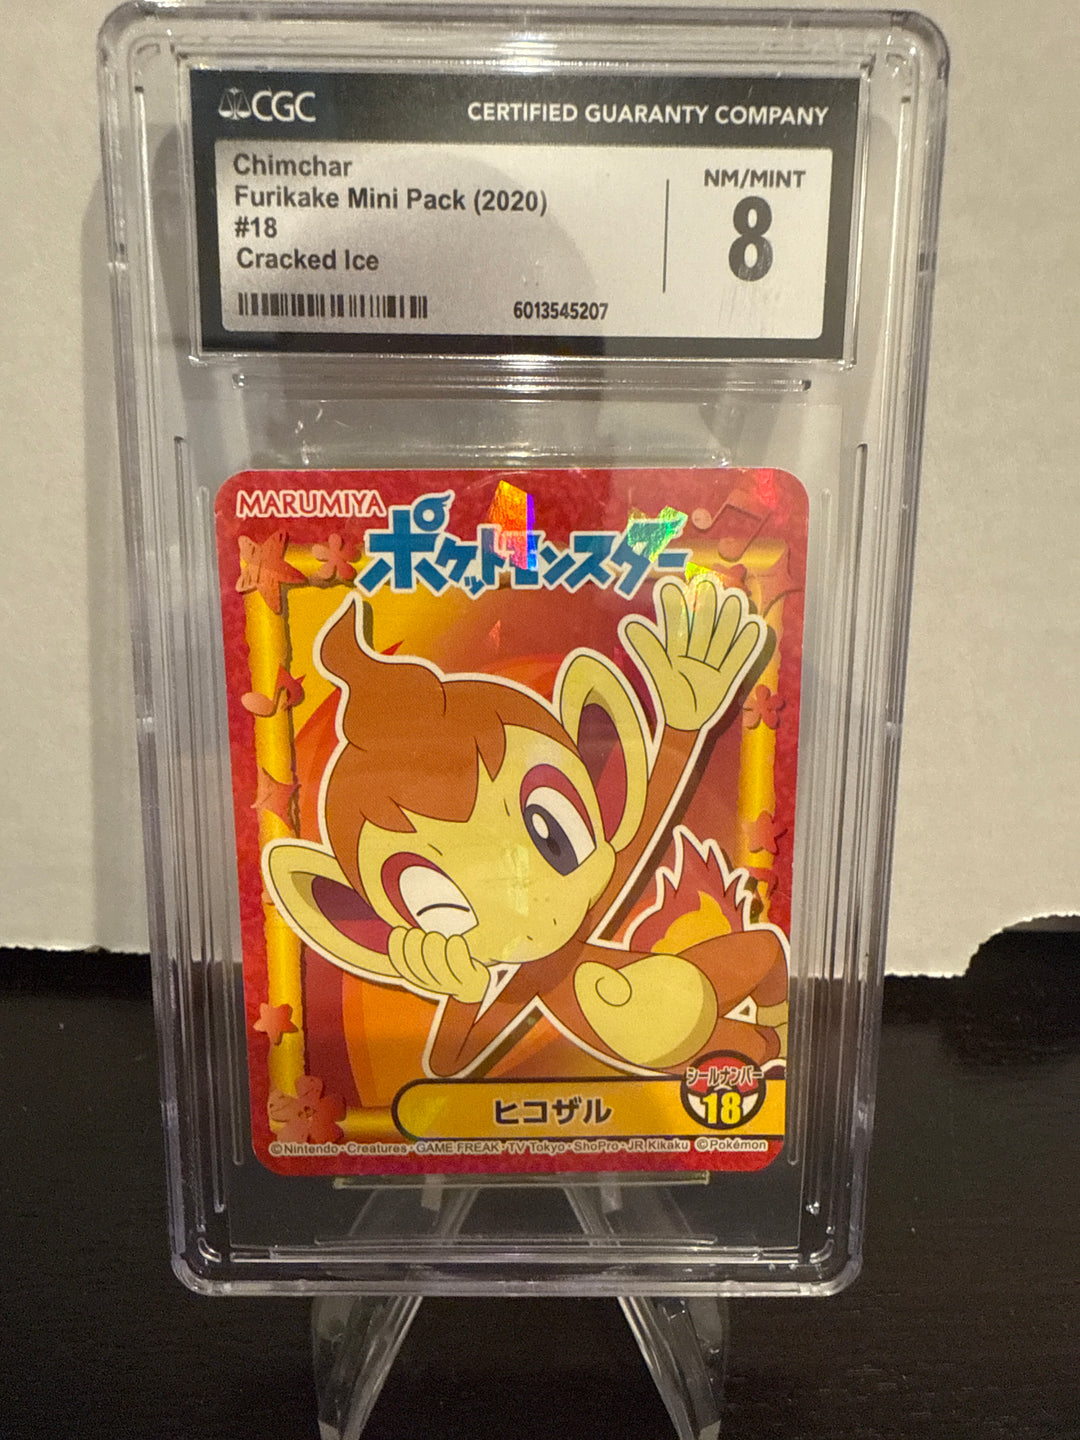 CGC
CERTIFIED GUARANTY COMPANY
Chimchar
Furikake Mini Pack (2020)
#18
Cracked Ice
NM/MINT
8
6013545207
MARUMIYA
ポケットモンスター
シールナンバー
18
ヒコザル
©Nintendo・Creatures・GAME FREAK・TV Tokyo・ShoPro・JR Kikaku ©Pokémon